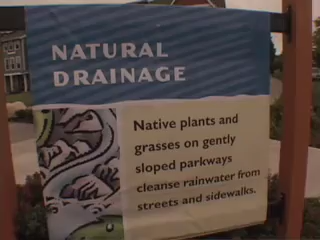 NATURAL
DRAINAGE
Native plants and
grasses on gently
sloped parkways
cleanse rainwater from
streets and sidewalks.